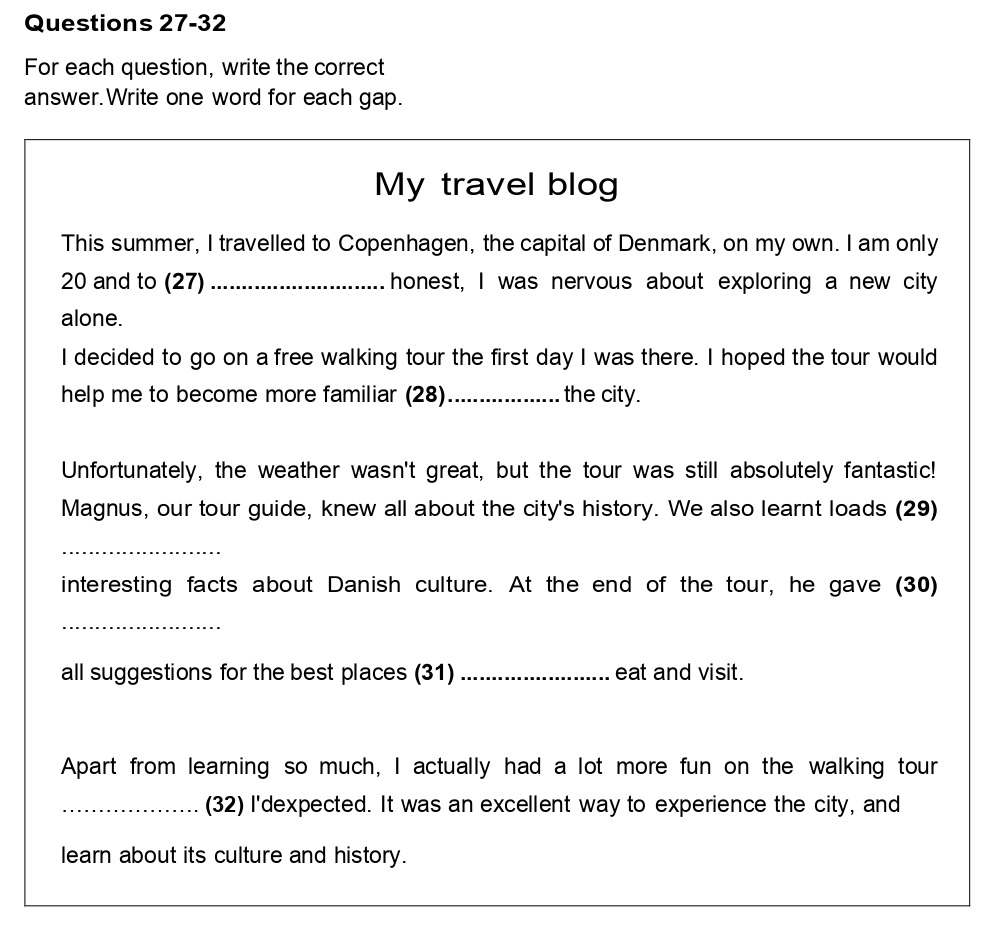 Questions 27-32
For each question, write the correct
answer.Write one word for each gap.
My travel blog
This summer, I travelled to Copenhagen, the capital of Denmark, on my own. I am only
20 and to (27) ............................ honest, I was nervous about exploring a new city
alone.
I decided to go on a free walking tour the first day I was there. I hoped the tour would
help me to become more familiar (28).................. the city.
Unfortunately, the weather wasn't great, but the tour was still absolutely fantastic!
Magnus, our tour guide, knew all about the city's history. We also learnt loads (29)
........................
interesting facts about Danish culture. At the end of the tour, he gave (30)
........................
all suggestions for the best places (31) ........................ eat and visit.
Apart from learning so much, I actually had a lot more fun on the walking tour
................... (32) I'dexpected. It was an excellent way to experience the city, and
learn about its culture and history.